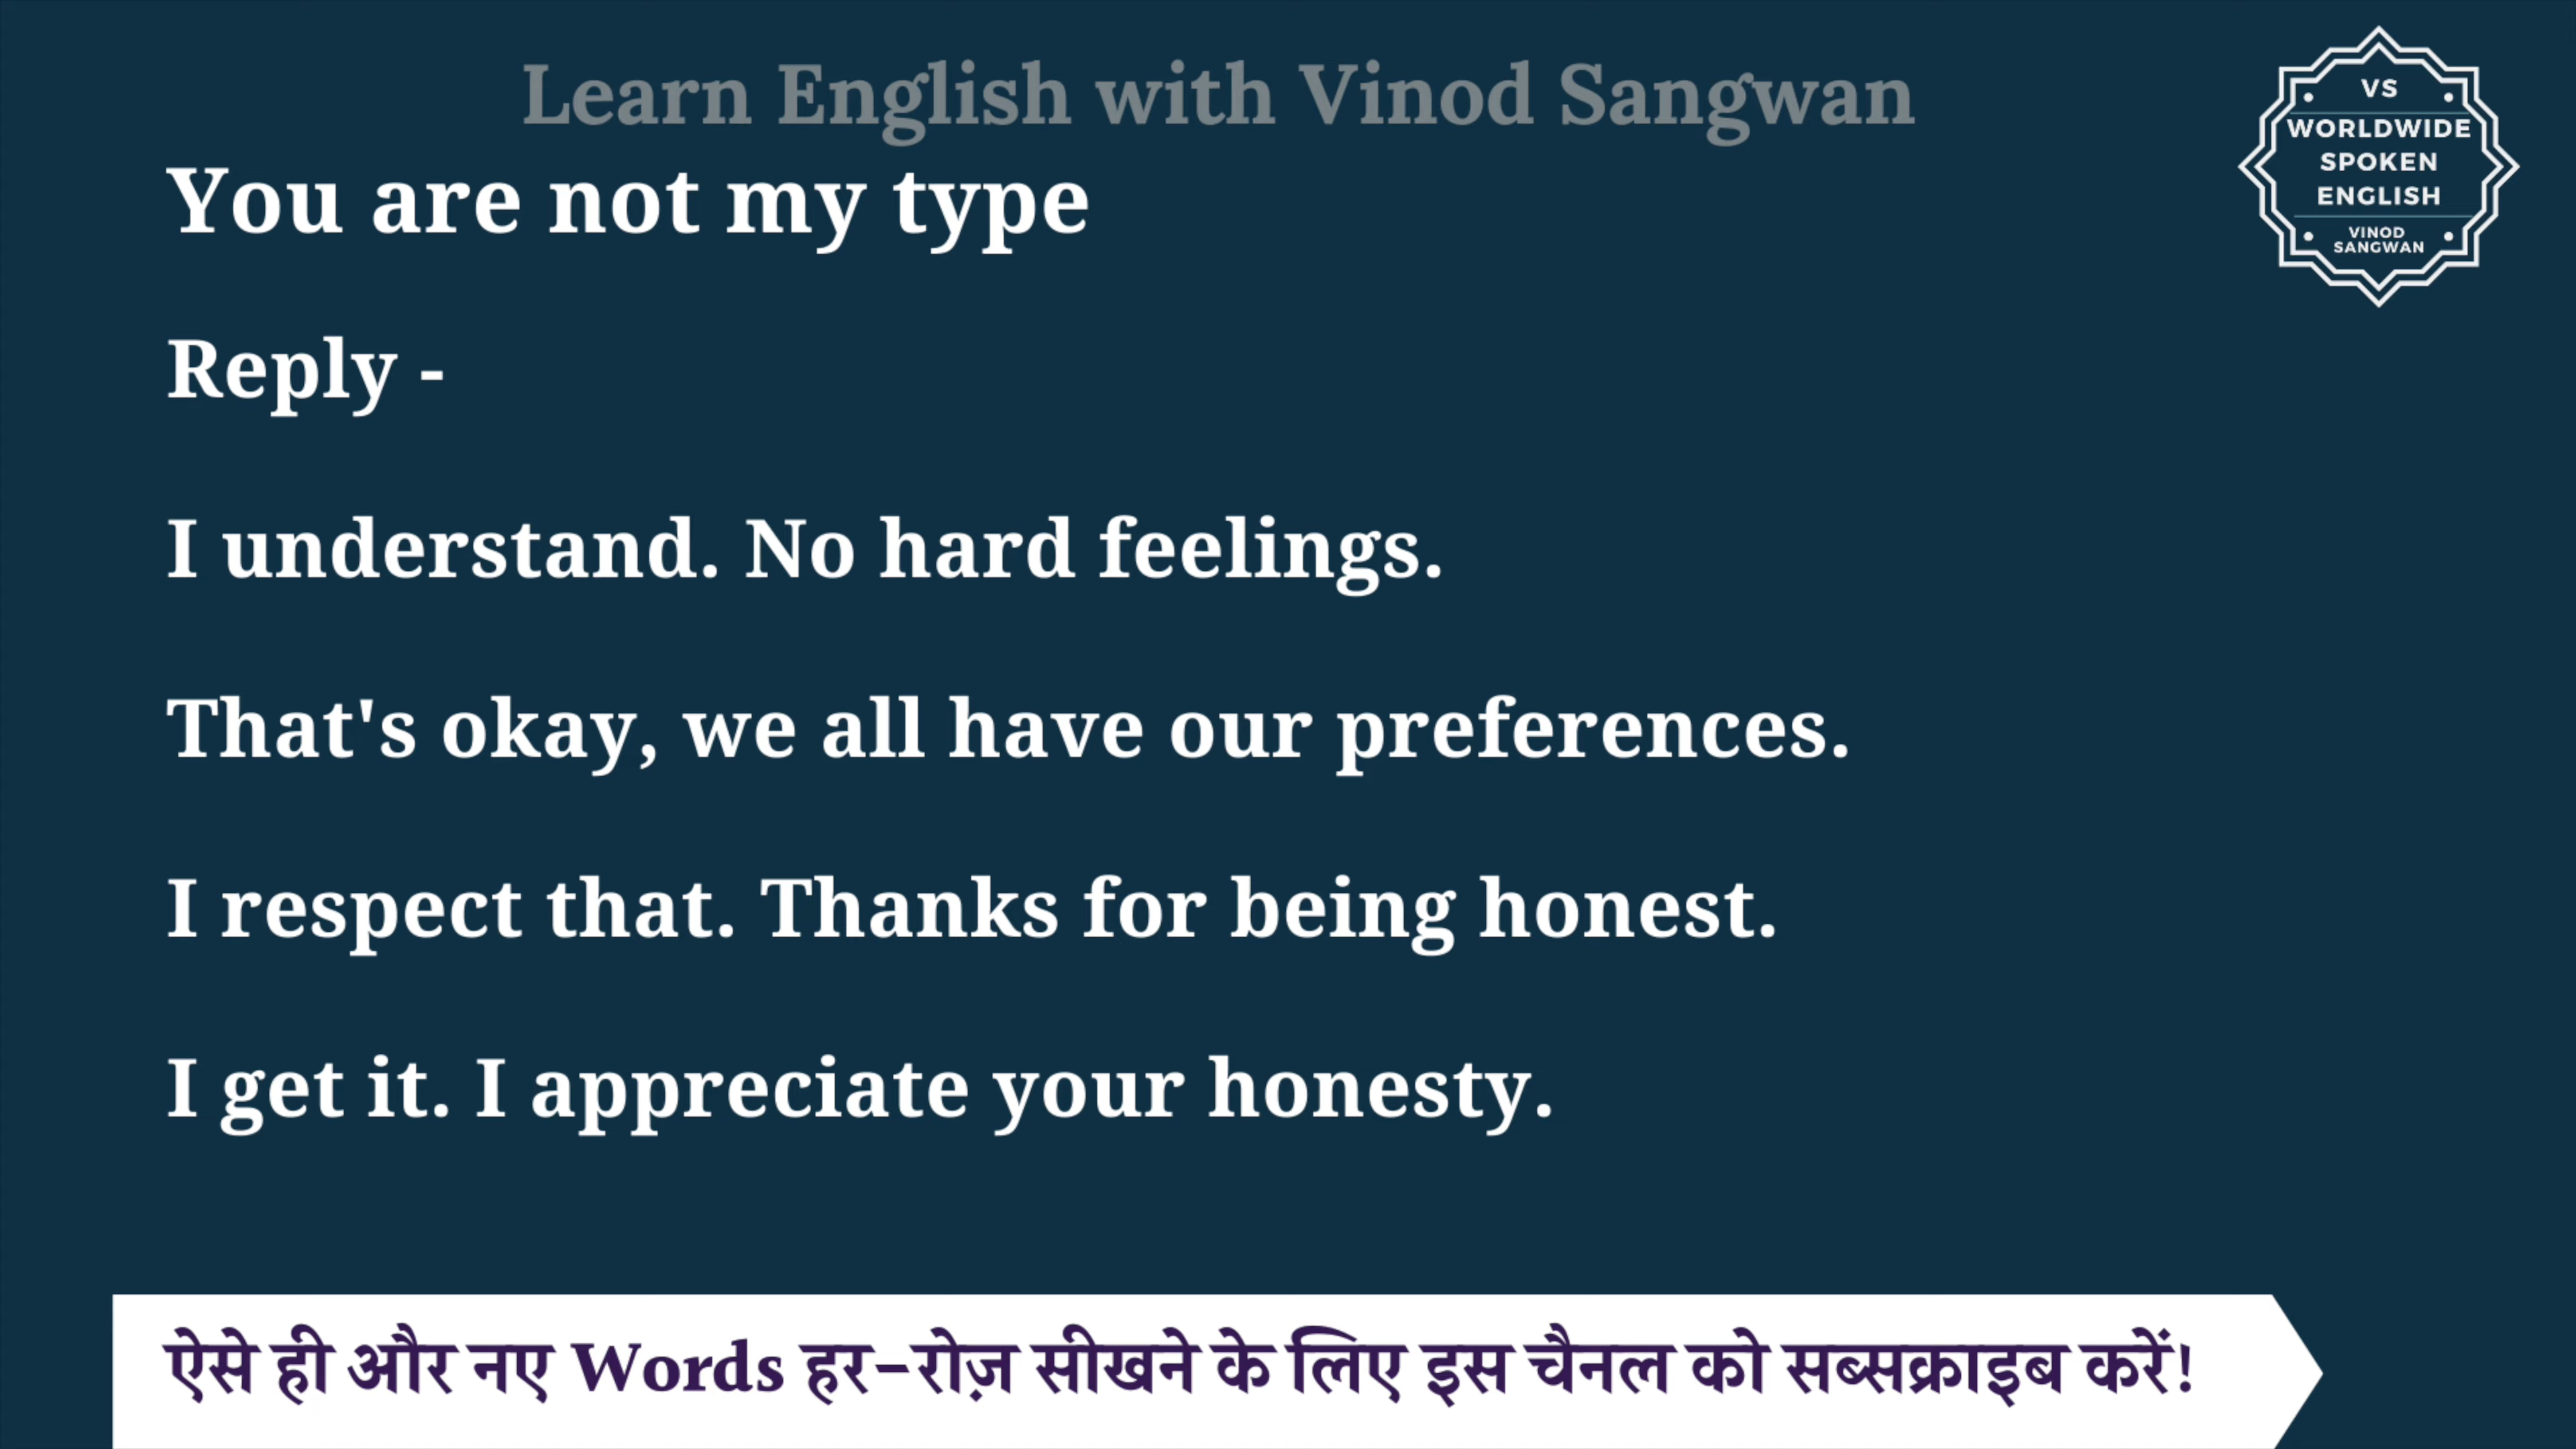 Learn English with Vinod Sangwan
VS
WORLDWIDE
SPOKEN
ENGLISH
VINOD
SANGWAN
You are not my type
Reply -
I understand. No hard feelings.
That's okay, we all have our preferences.
I respect that. Thanks for being honest.
I get it. I appreciate your honesty.
ऐसे ही और नए Words हर-रोज़ सीखने के लिए इस चैनल को सब्सक्राइब करें!